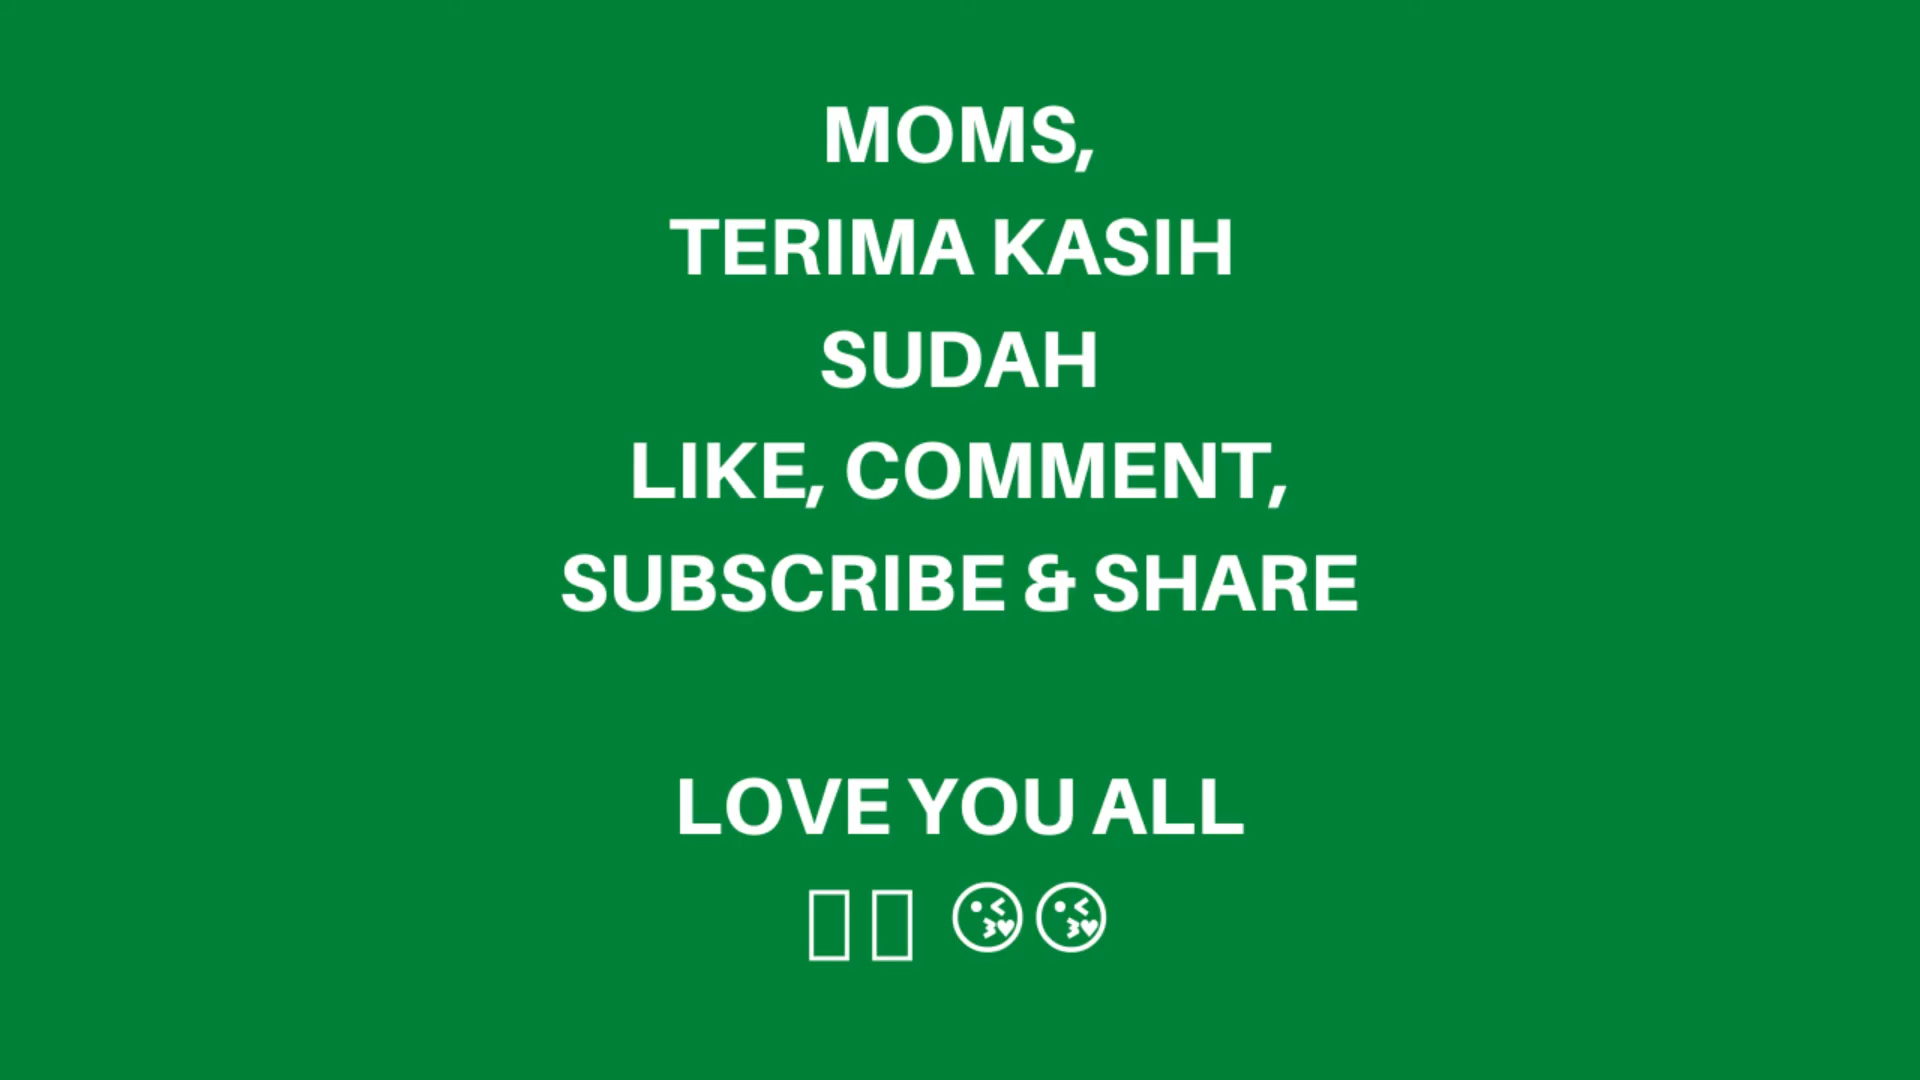 MOMS,
TERIMA KASIH
SUDAH
LIKE, COMMENT,
SUBSCRIBE & SHARE
LOVE YOU ALL
😘😘